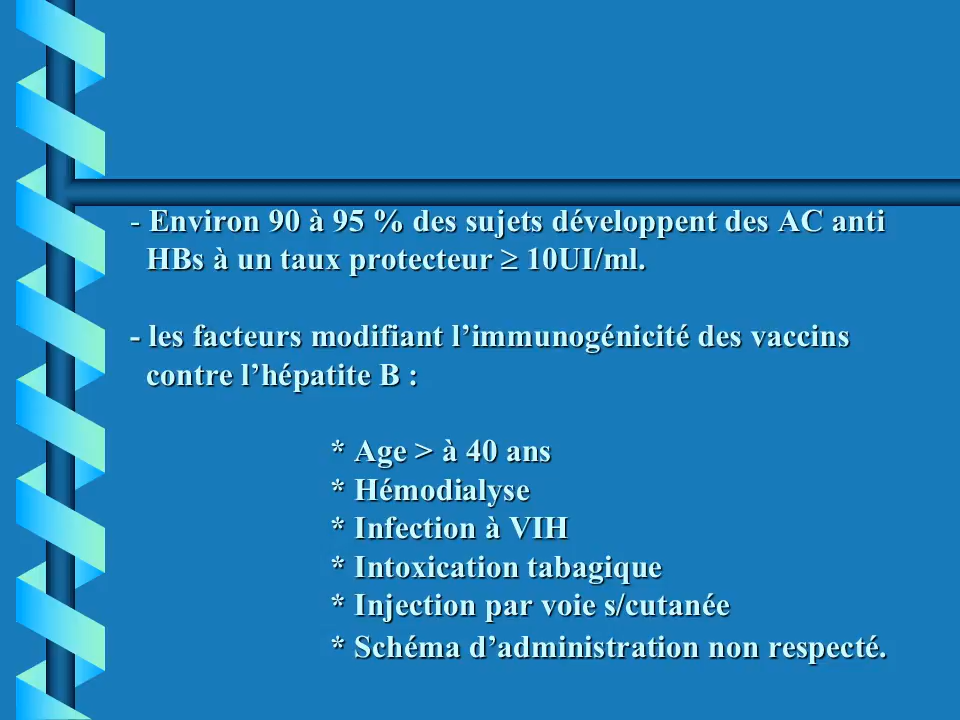 - Environ 90 à 95 % des sujets développent des AC anti
HBs à un taux protecteur ≥ 10UI/ml.
- les facteurs modifiant l’immunogénicité des vaccins
contre l’hépatite B :
* Age > à 40 ans
* Hémodialyse
* Infection à VIH
* Intoxication tabagique
* Injection par voie s/cutanée
* Schéma d’administration non respecté.